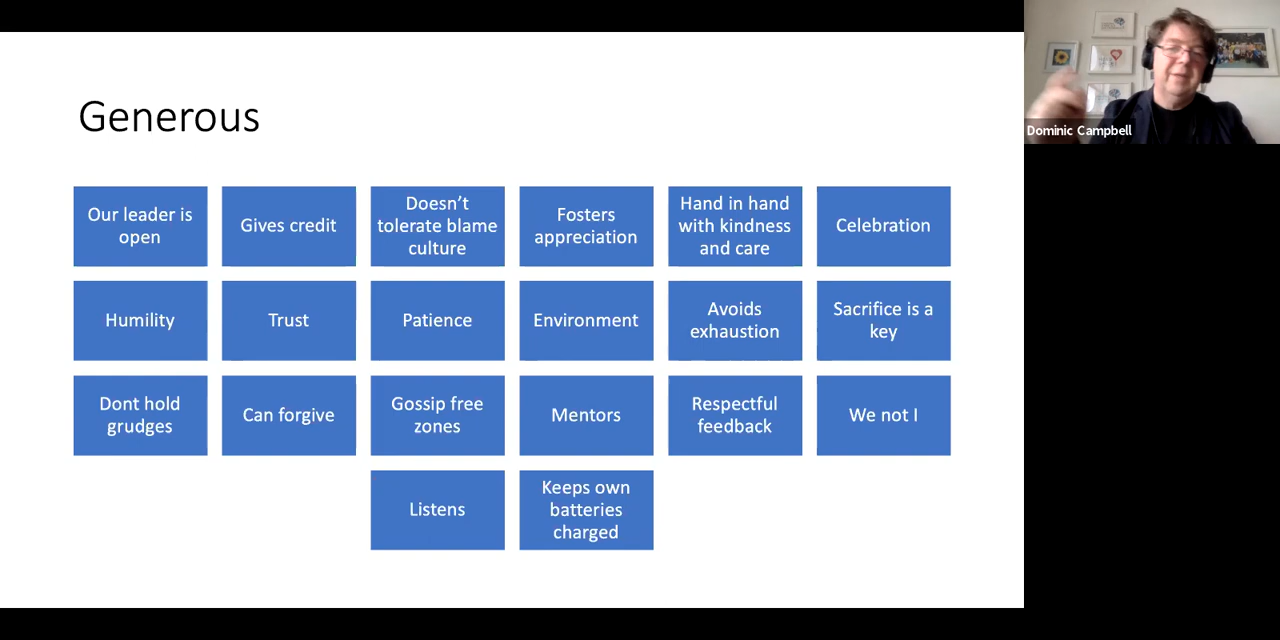 Generous
Our leader is
open
Gives credit
Doesn’t
tolerate blame
culture
Fosters
appreciation
Hand in hand
with kindness
and care
Celebration
Humility
Trust
Patience
Environment
Avoids
exhaustion
Sacrifice is a
key
Dont hold
grudges
Can forgive
Gossip free
zones
Mentors
Respectful
feedback
We not I
Listens
Keeps own
batteries
charged
Dominic Campbell